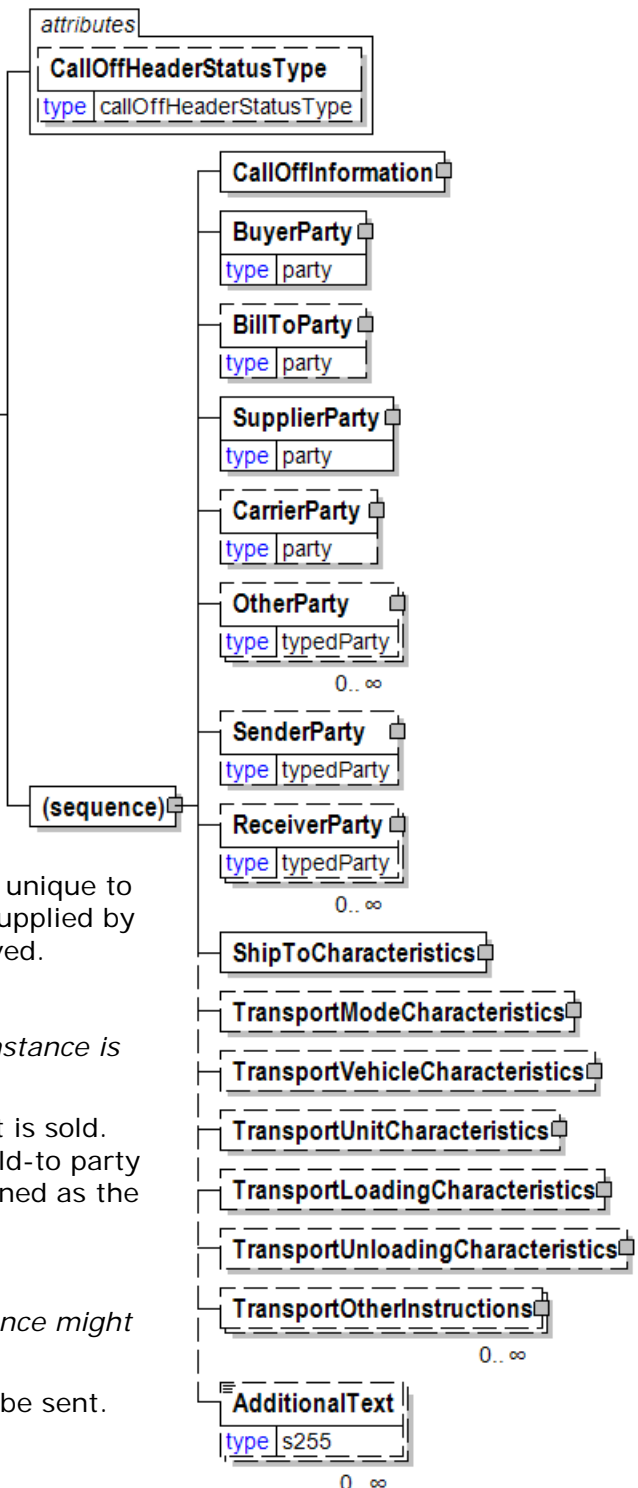 attributes
CallOffHeaderStatusType
type callOffHeaderStatusType
CallOffInformation
BuyerParty
type party
BillToParty
type party
SupplierParty
type party
CarrierParty
type party
OtherParty
type typedParty
0.. ∞
SenderParty
type typedParty
(sequence)
ReceiverParty
type typedParty
0.. ∞
unique to
upplied by
ved.
ShipToCharacteristics
TransportModeCharacteristics
nstance is
TransportVehicleCharacteristics
t is sold.
TransportUnitCharacteristics
ld-to party
ned as the
TransportLoadingCharacteristics
TransportUnloadingCharacteristics
nce might
TransportOtherInstructions
0.. ∞
be sent.
AdditionalText
type s255
0.. ∞